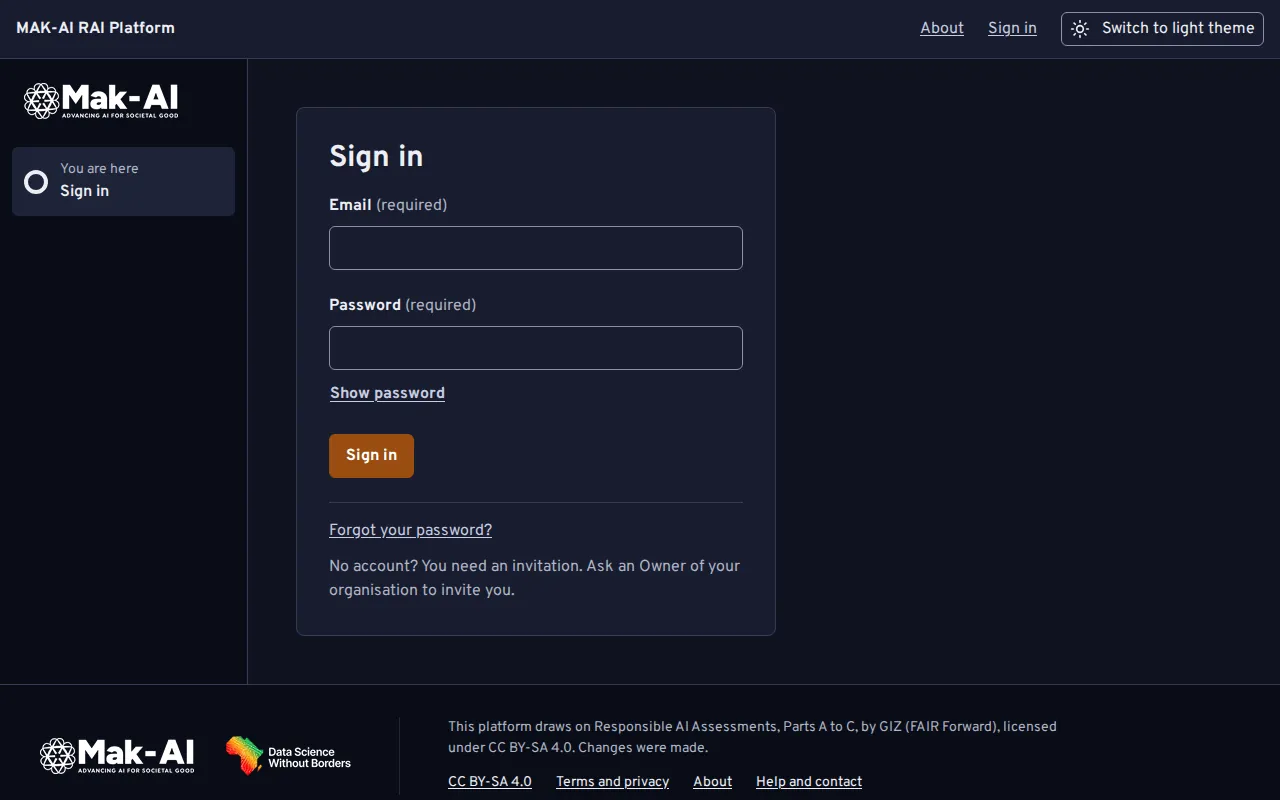 MAK-AI RAI Platform
About
Sign in
Switch to light theme
Mak-AI
ADVANCING AI FOR SOCIETAL GOOD
You are here
Sign in
Sign in
Email (required)
Password (required)
Show password
Sign in
Forgot your password?
No account? You need an invitation. Ask an Owner of your
organisation to invite you.
Mak-AI
ADVANCING AI FOR SOCIETAL GOOD
Data Science
Without Borders
This platform draws on Responsible AI Assessments, Parts A to C, by GIZ (FAIR Forward), licensed
under CC BY-SA 4.0. Changes were made.
CC BY-SA 4.0
Terms and privacy
About
Help and contact